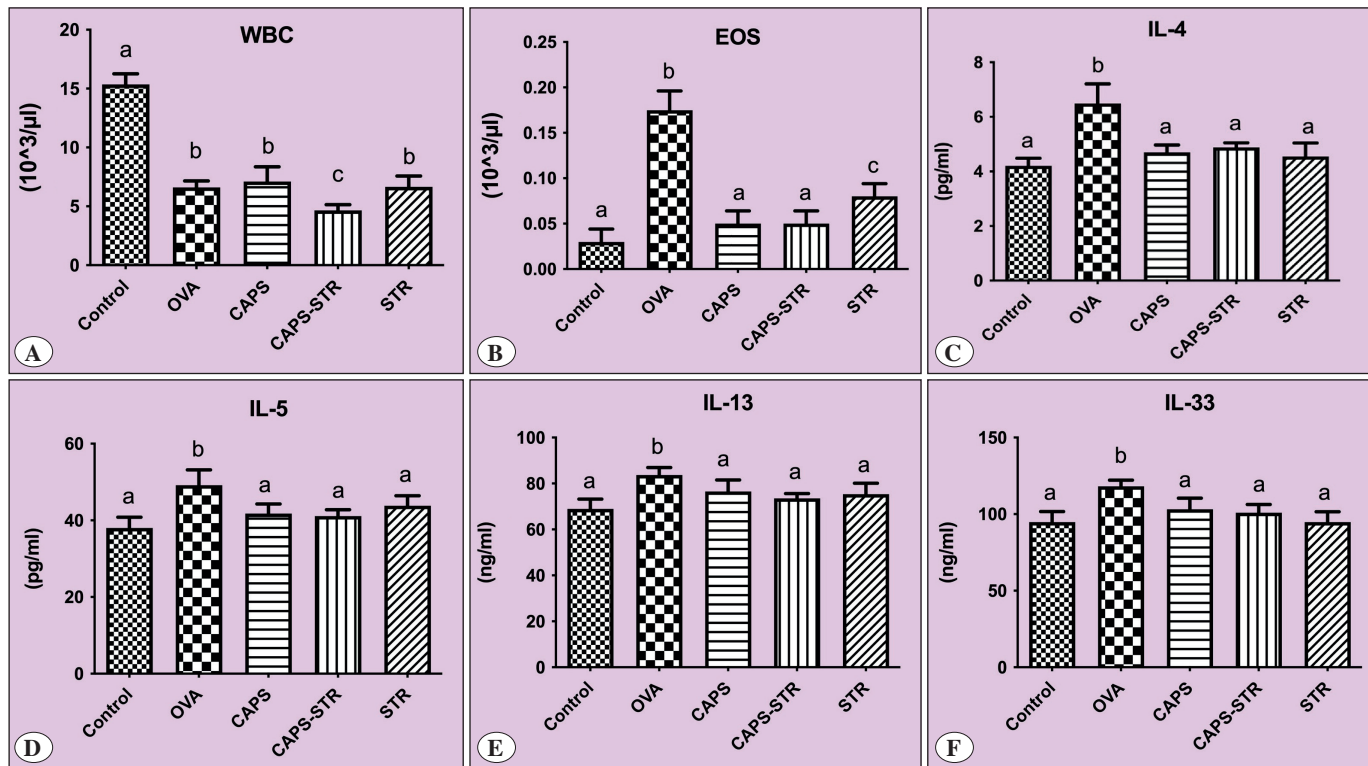 WBC
20
15
10
5
0
(10^3/µl)
a
b
b
c
b
Control
OVA
CAPS
CAPS-STR
STR
A
EOS
0.25
0.20
0.15
0.10
0.05
0.00
(10^3/µl)
a
b
a
a
c
Control
OVA
CAPS
CAPS-STR
STR
B
IL-4
8
6
4
2
0
(pg/ml)
a
b
a
a
a
Control
OVA
CAPS
CAPS-STR
STR
C
IL-5
60
40
20
0
(pg/ml)
a
b
a
a
a
Control
OVA
CAPS
CAPS-STR
STR
D
IL-13
100
80
60
40
20
0
(ng/ml)
a
b
a
a
a
Control
OVA
CAPS
CAPS-STR
STR
E
IL-33
150
100
50
0
(ng/ml)
a
b
a
a
a
Control
OVA
CAPS
CAPS-STR
STR
F